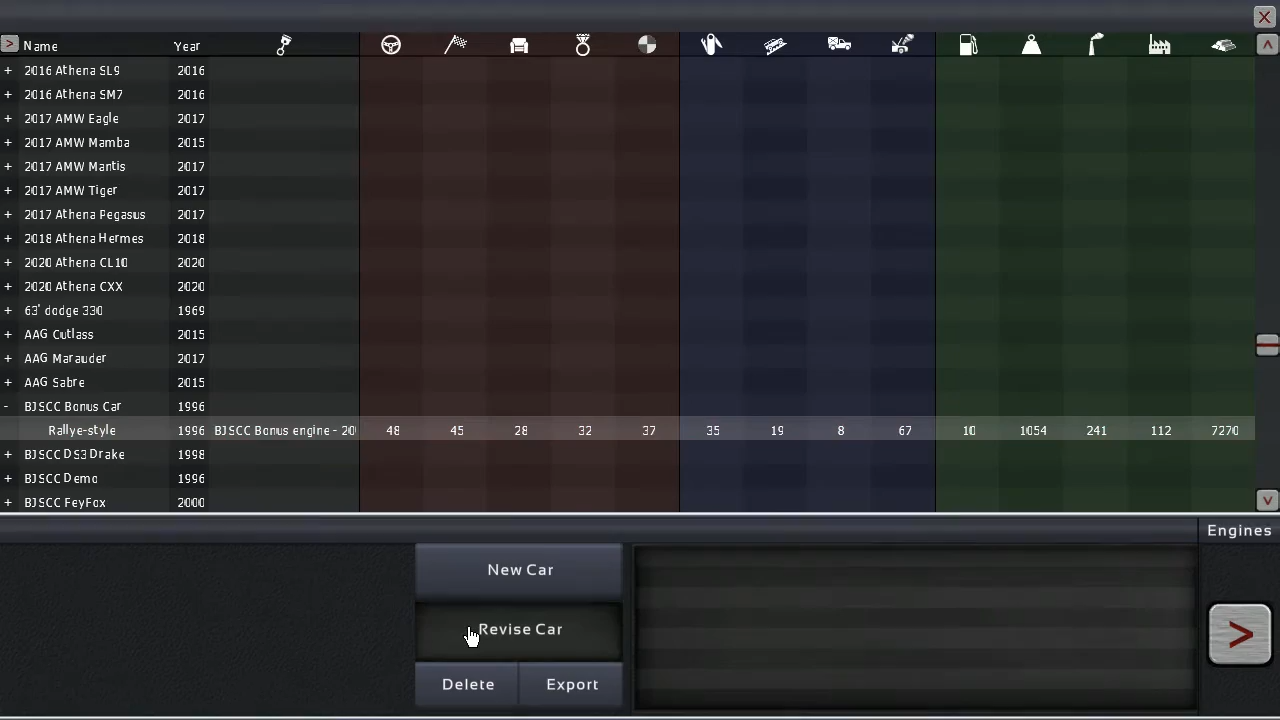 > Name Year
+ 2016 Athena SL9 2016
+ 2016 Athena SM7 2016
+ 2017 AMW Eagle 2017
+ 2017 AMW Mamba 2015
+ 2017 AMW Mantis 2017
+ 2017 AMW Tiger 2017
+ 2017 Athena Pegasus 2017
+ 2018 Athena Hermes 2018
+ 2020 Athena CL10 2020
+ 2020 Athena CXX 2020
+ 63' dodge 330 1969
+ AAG Cutlass 2015
+ AAG Marauder 2017
+ AAG Sabre 2015
- BJSCC Bonus Car 1996
Rallye-style 1996 BJSCC Bonus engine - 20 48 45 28 32 37 35 19 8 67 10 1054 241 112 7270
+ BJSCC DS3 Drake 1998
+ BJSCC Demo 1996
+ BJSCC FeyFox 2000
Engines
New Car
Revise Car
>
Delete Export